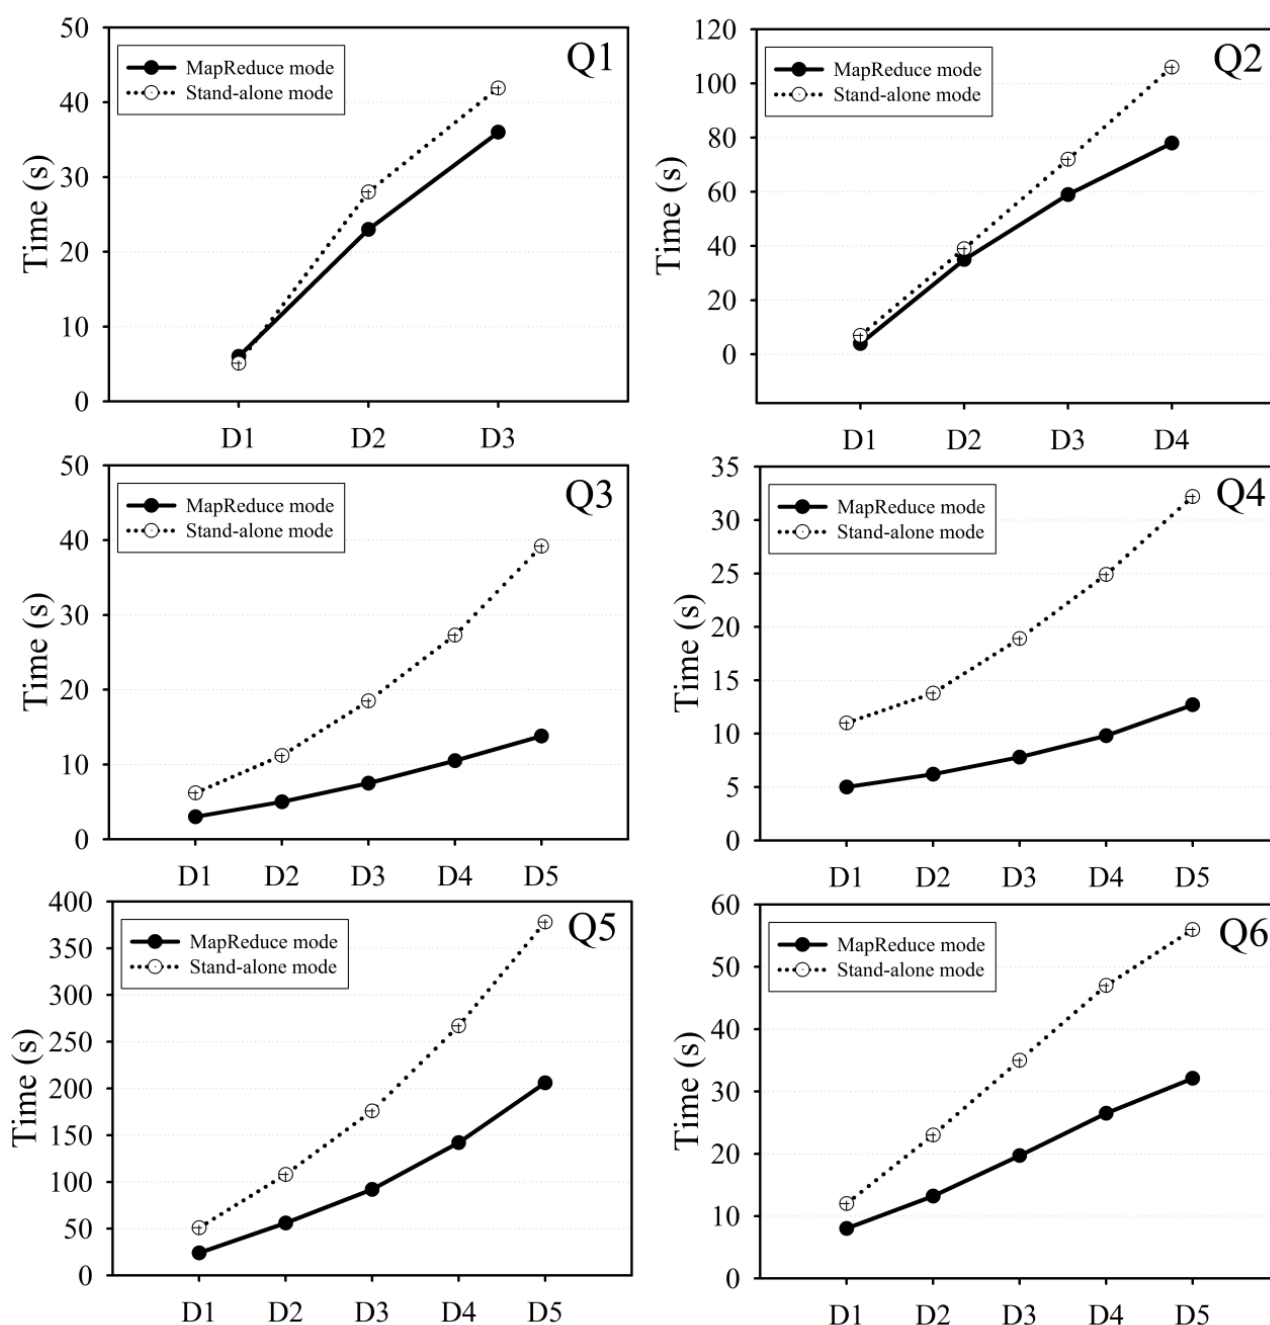 Q1
MapReduce mode
Stand-alone mode
Time (s)
50
40
30
20
10
0
D1 D2 D3
Q2
MapReduce mode
Stand-alone mode
Time (s)
120
100
80
60
40
20
0
D1 D2 D3 D4
Q3
MapReduce mode
Stand-alone mode
Time (s)
50
40
30
20
10
0
D1 D2 D3 D4 D5
Q4
MapReduce mode
Stand-alone mode
Time (s)
35
30
25
20
15
10
5
0
D1 D2 D3 D4 D5
Q5
MapReduce mode
Stand-alone mode
Time (s)
400
350
300
250
200
150
100
50
0
D1 D2 D3 D4 D5
Q6
MapReduce mode
Stand-alone mode
Time (s)
60
50
40
30
20
10
0
D1 D2 D3 D4 D5